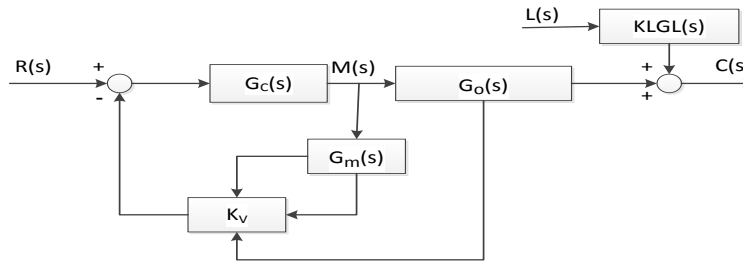 L(s)
KLGL(s)
R(s)
+
-
GC(s)
M(s)
Go(s)
+
+
C(s
Gm(s)
KV